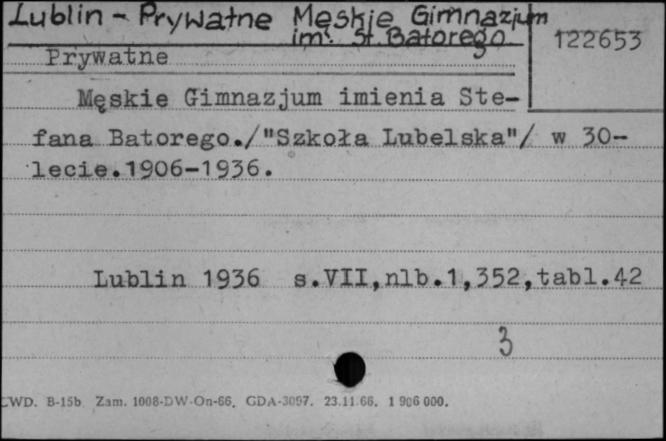 Lublin - Prywatne Męskie Gimnazjum
im. St. Batorego
122653
Prywatne
Męskie Gimnazjum imienia Ste-
fana Batorego./"Szkoła Lubelska"/ w 30-
lecie.1906-1936.
Lublin 1936 s.VII,nlb.1,352,tabl.42
3
CWD. B-15b. Zam. 1008-DW-On-66. GDA-3097. 23.11.66. 1 906 000.